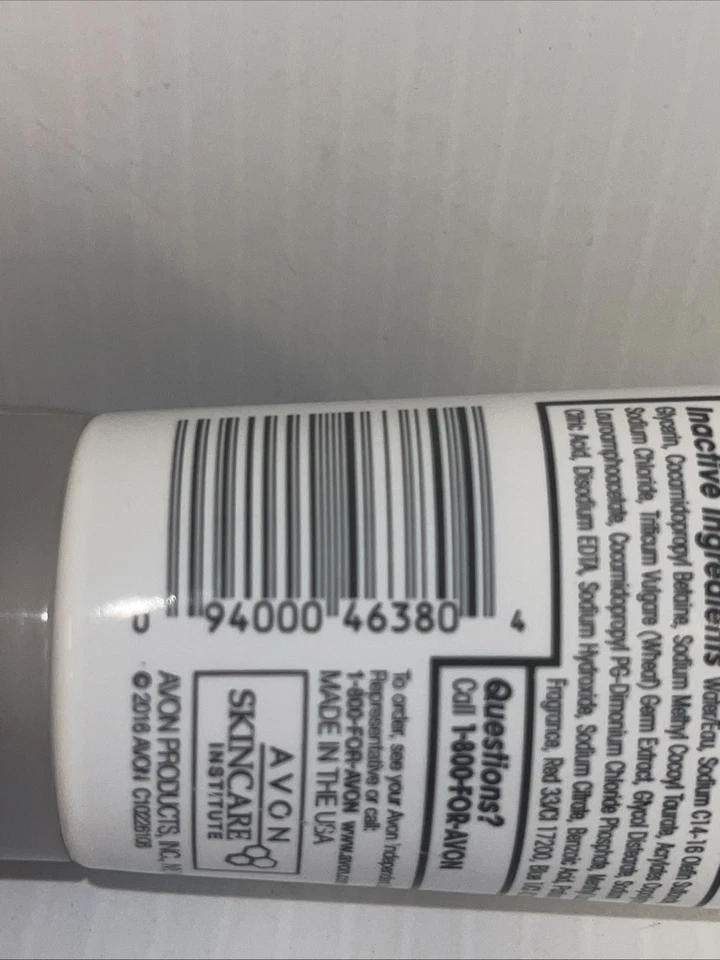 Inactive Ingredients Water/Eau, Sodium C14-16 Olefin
Glycerin, Cocamidopropyl Betaine, Sodium Methyl Cocoyl Taurate,
Sodium Chloride, Triticum Vulgare (Wheat) Germ Extract, Glycol Distearate,
Lauroamphoacetate, Cocamidopropyl PG-Dimonium Chloride Phosphate,
Citric Acid, Disodium EDTA, Sodium Hydroxide, Sodium Citrate, Benzoic Acid,
Fragrance, Red 33/CI 17200,
Questions?
Call 1-800-FOR-AVON
0 94000 46380 4
To order, see your Avon Independent
Representative or call:
1-800-FOR-AVON www.avon.
MADE IN THE USA
AVON
SKINCARE
INSTITUTE
AVON PRODUCTS, INC.,
© 2016 AVON